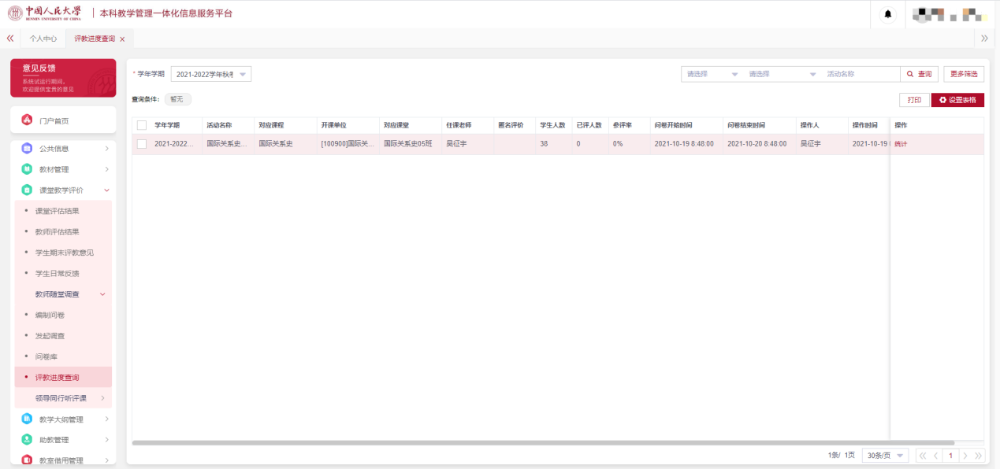 中国人民大学
RENMIN UNIVERSITY OF CHINA
本科教学管理一体化信息服务平台
个人中心
评教进度查询 x
意见反馈
系统试运行期间，
欢迎提供宝贵的意见
门户首页
公共信息
教材管理
课堂教学评价
课堂评估结果
教师评估结果
学生期末评教意见
学生日常反馈
教师随堂调查
编制问卷
发起调查
问卷库
评教进度查询
领导同行听评课
教学大纲管理
助教管理
教室借用管理
* 学年学期 2021-2022学年秋季
请选择 请选择 活动名称 查询 更多筛选
查询条件： 暂无
打印 设置表格
学年学期 活动名称 对应课程 开课单位 对应课堂 任课老师 匿名评价 学生人数 已评人数 参评率 问卷开始时间 问卷结束时间 操作人 操作时间 操作
2021-2022... 国际关系史... 国际关系史 [100900]国际关... 国际关系史05班 吴征宇 38 0 0% 2021-10-19 8:48:00 2021-10-20 8:48:00 吴征宇 2021-10-19 统计
1条/ 1页 30条/页 1